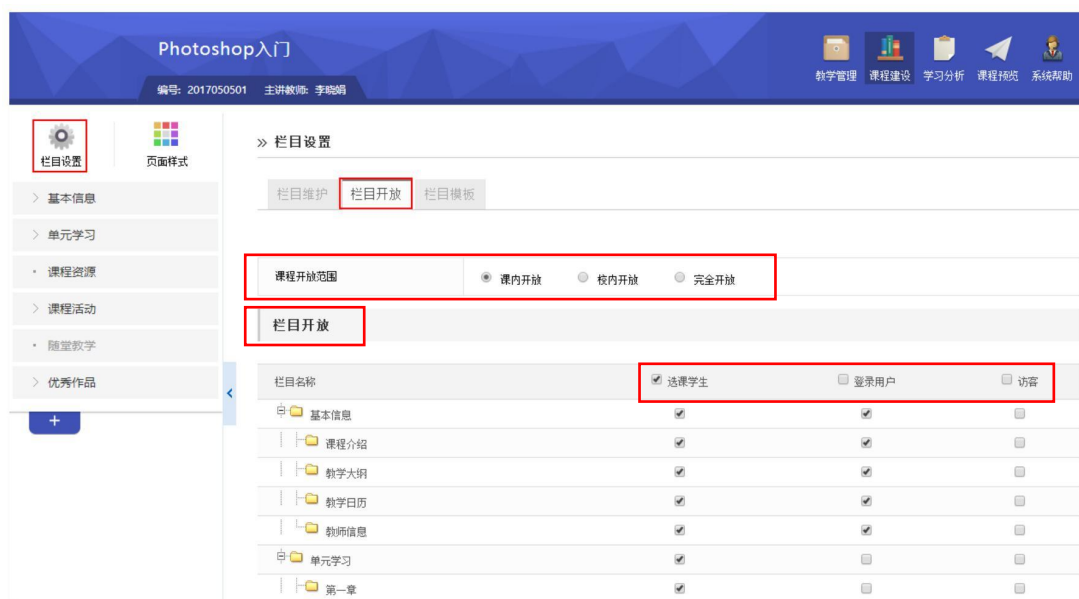 Photoshop入门
编号: 2017050501 主讲教师: 李晓娟
教学管理 课程建设 学习分析 课程预览 系统帮助
栏目设置 页面样式
基本信息
单元学习
课程资源
课程活动
随堂教学
优秀作品
+
» 栏目设置
栏目维护 栏目开放 栏目模板
课程开放范围 课内开放 校内开放 完全开放
栏目开放
栏目名称 选课学生 登录用户 访客
基本信息
课程介绍
教学大纲
教学日历
教师信息
单元学习
第一章